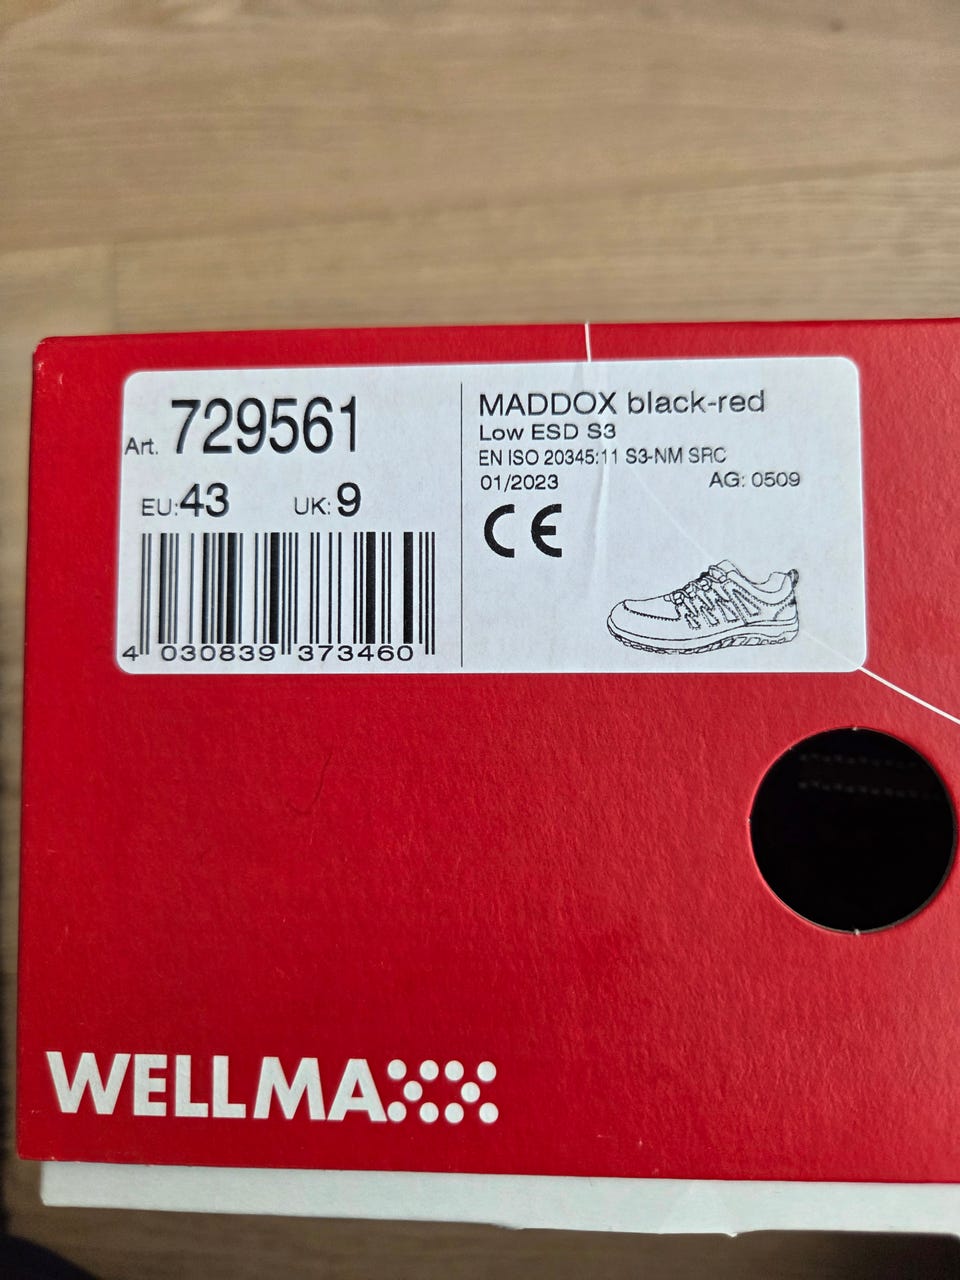 Art. 729561
EU:43 UK:9
4 030839 373460
MADDOX black-red
Low ESD S3
EN ISO 20345:11 S3-NM SRC
01/2023 AG: 0509
CE
WELLMAXX